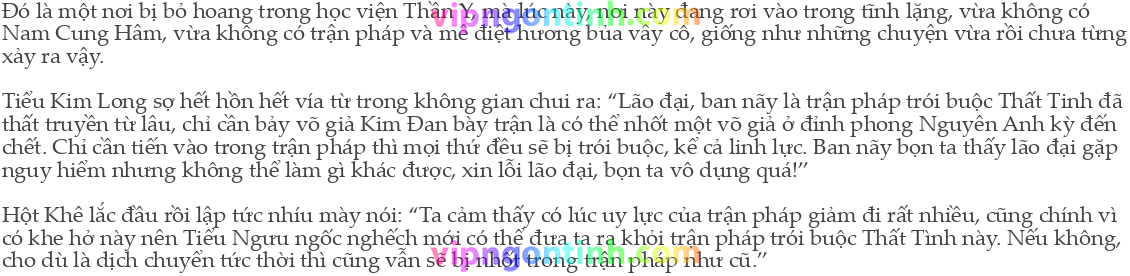 Đó là một nơi bị bỏ hoang trong học viện Thần Y, mà lúc này, nơi này đang rơi vào trong tĩnh lặng, vừa không có
Nam Cung Hâm, vừa không có trận pháp và mê điệt hương bủa vây cô, giống như những chuyện vừa rồi chưa từng
xảy ra vậy.
Tiểu Kim Long sợ hết hồn hết vía từ trong không gian chui ra: “Lão đại, ban nãy là trận pháp trói buộc Thất Tinh đã
thất truyền từ lâu, chỉ cần bảy võ giả Kim Đan bày trận là có thể nhốt một võ giả ở đỉnh phong Nguyên Anh kỳ đến
chết. Chỉ cần tiến vào trong trận pháp thì mọi thứ đều sẽ bị trói buộc, kể cả linh lực. Ban nãy bọn ta thấy lão đại gặp
nguy hiểm nhưng không thể làm gì khác được, xin lỗi lão đại, bọn ta vô dụng quá!”
Hột Khê lắc đầu rồi lập tức nhíu mày nói: “Ta cảm thấy có lúc uy lực của trận pháp giảm đi rất nhiều, cũng chính vì
có khe hở này nên Tiểu Ngưu ngốc nghếch mới có thể đưa ta ra khỏi trận pháp trói buộc Thất Tình này. Nếu không,
cho dù là dịch chuyển tức thời thì cũng vẫn sẽ bị nhốt trong trận pháp như cũ.”
vipngontinh.com
vipngontinh.com